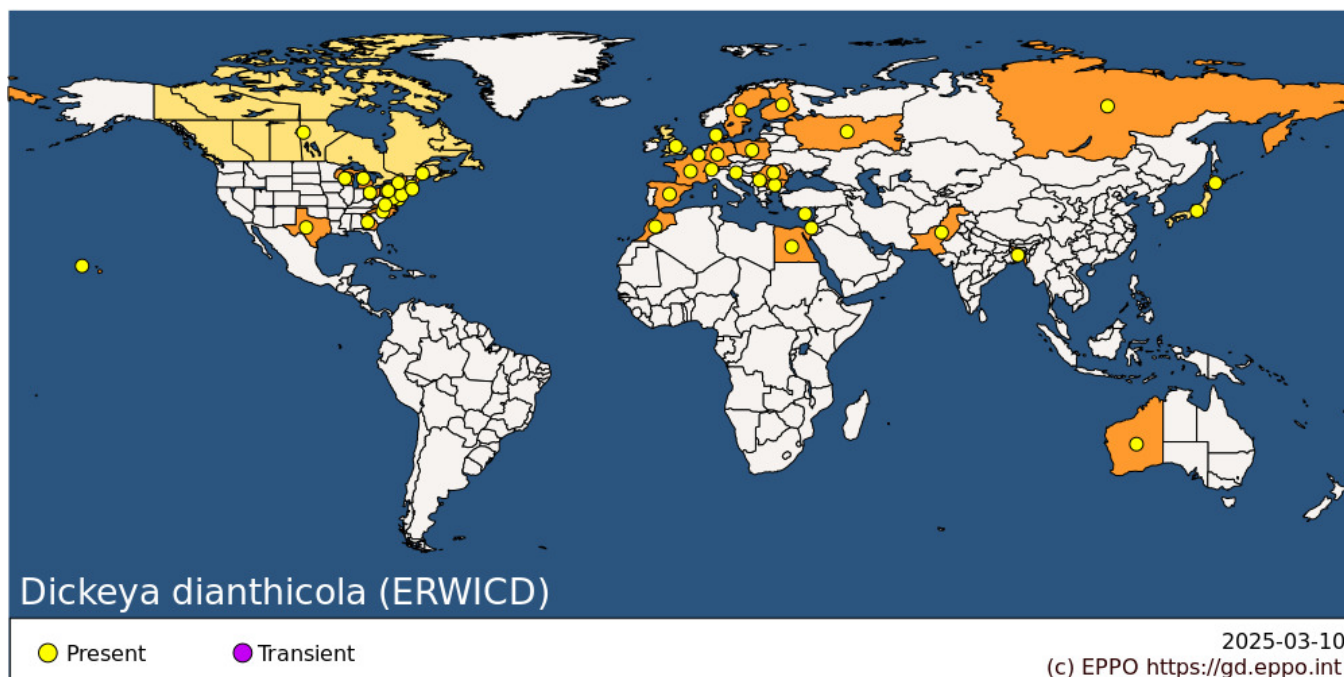 Dickeya dianthicola (ERWICD)
Present
Transient
2025-03-10
(c) EPPO https://gd.eppo.int